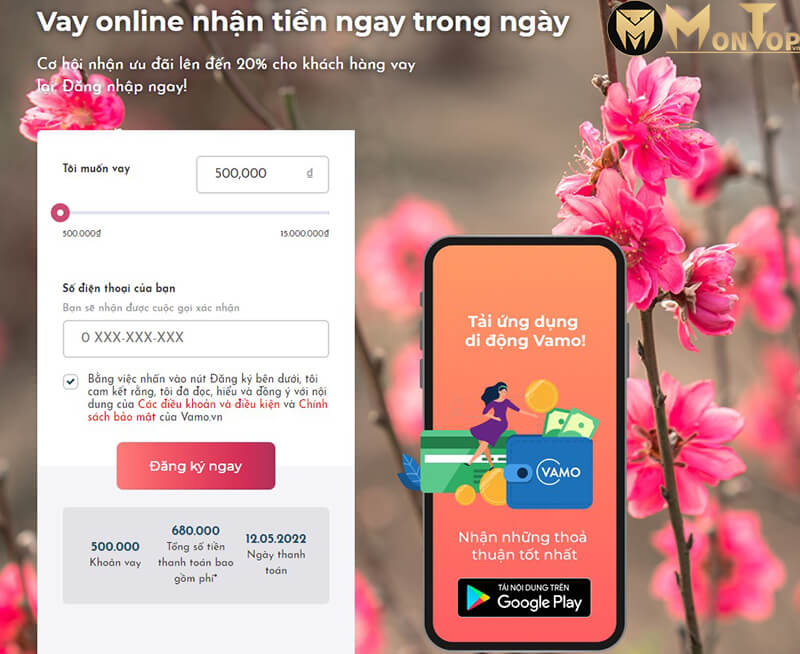 Vay online nhận tiền ngay trong ngày
MONTOP
.vn
Cơ hội nhận ưu đãi lên đến 20% cho khách hàng vay
lại. Đăng nhập ngay!
Tôi muốn vay
500,000 ₫
500.000₫
15.000.000₫
Số điện thoại của bạn
Bạn sẽ nhận được cuộc gọi xác nhận
0 XXX-XXX-XXX
Bằng việc nhấn vào nút Đăng ký bên dưới, tôi
cam kết rằng, tôi đã đọc, hiểu và đồng ý với nội
dung của Các điều khoản và điều kiện và Chính
sách bảo mật của Vamo.vn
Đăng ký ngay
500.000
Khoản vay
680.000
Tổng số tiền
thanh toán bao
gồm phí*
12.05.2022
Ngày thanh
toán
Tải ứng dụng
di động Vamo!
VAMO
Nhận những thoả
thuận tốt nhất
TẢI NỘI DUNG TRÊN
Google Play